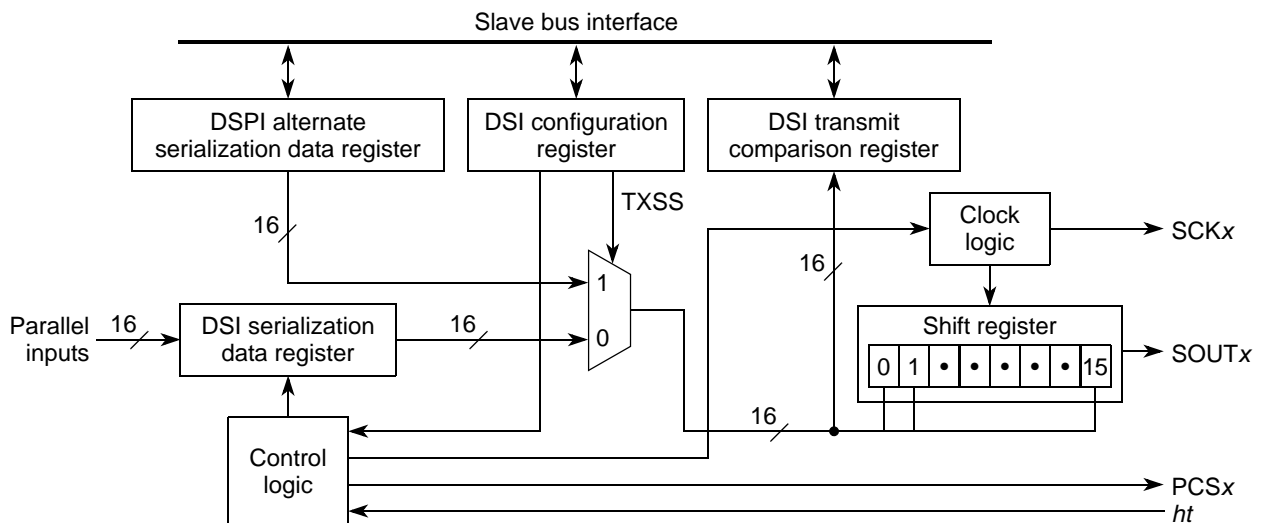 Slave bus interface
DSPI alternate
serialization data register
DSI configuration
register
DSI transmit
comparison register
TXSS
16
Clock
logic
SCKx
16
1
Parallel
inputs
16
DSI serialization
data register
16
0
Shift register
0 1 • • • • • 15
SOUTx
16
Control
logic
PCSx
ht